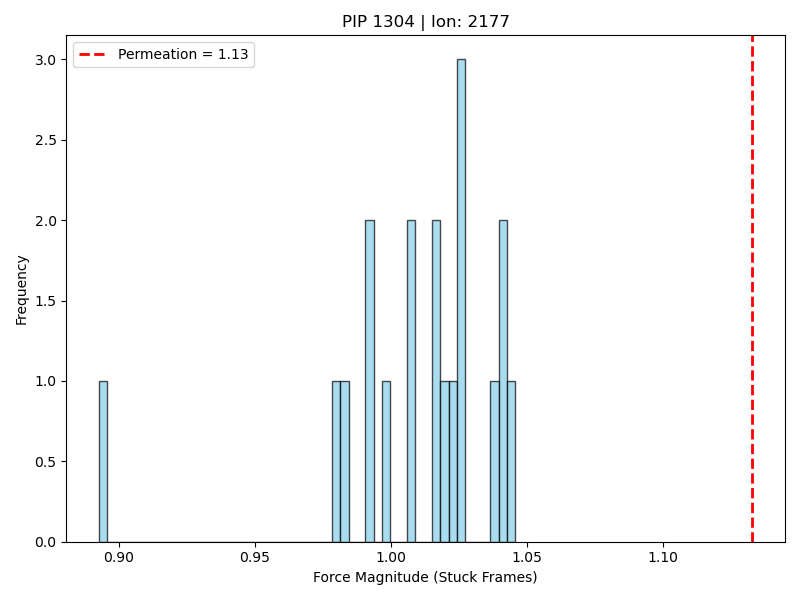 PIP 1304 | Ion: 2177
Permeation = 1.13
3.0
2.5
2.0
1.5
1.0
0.5
0.0
Frequency
0.90 0.95 1.00 1.05 1.10
Force Magnitude (Stuck Frames)